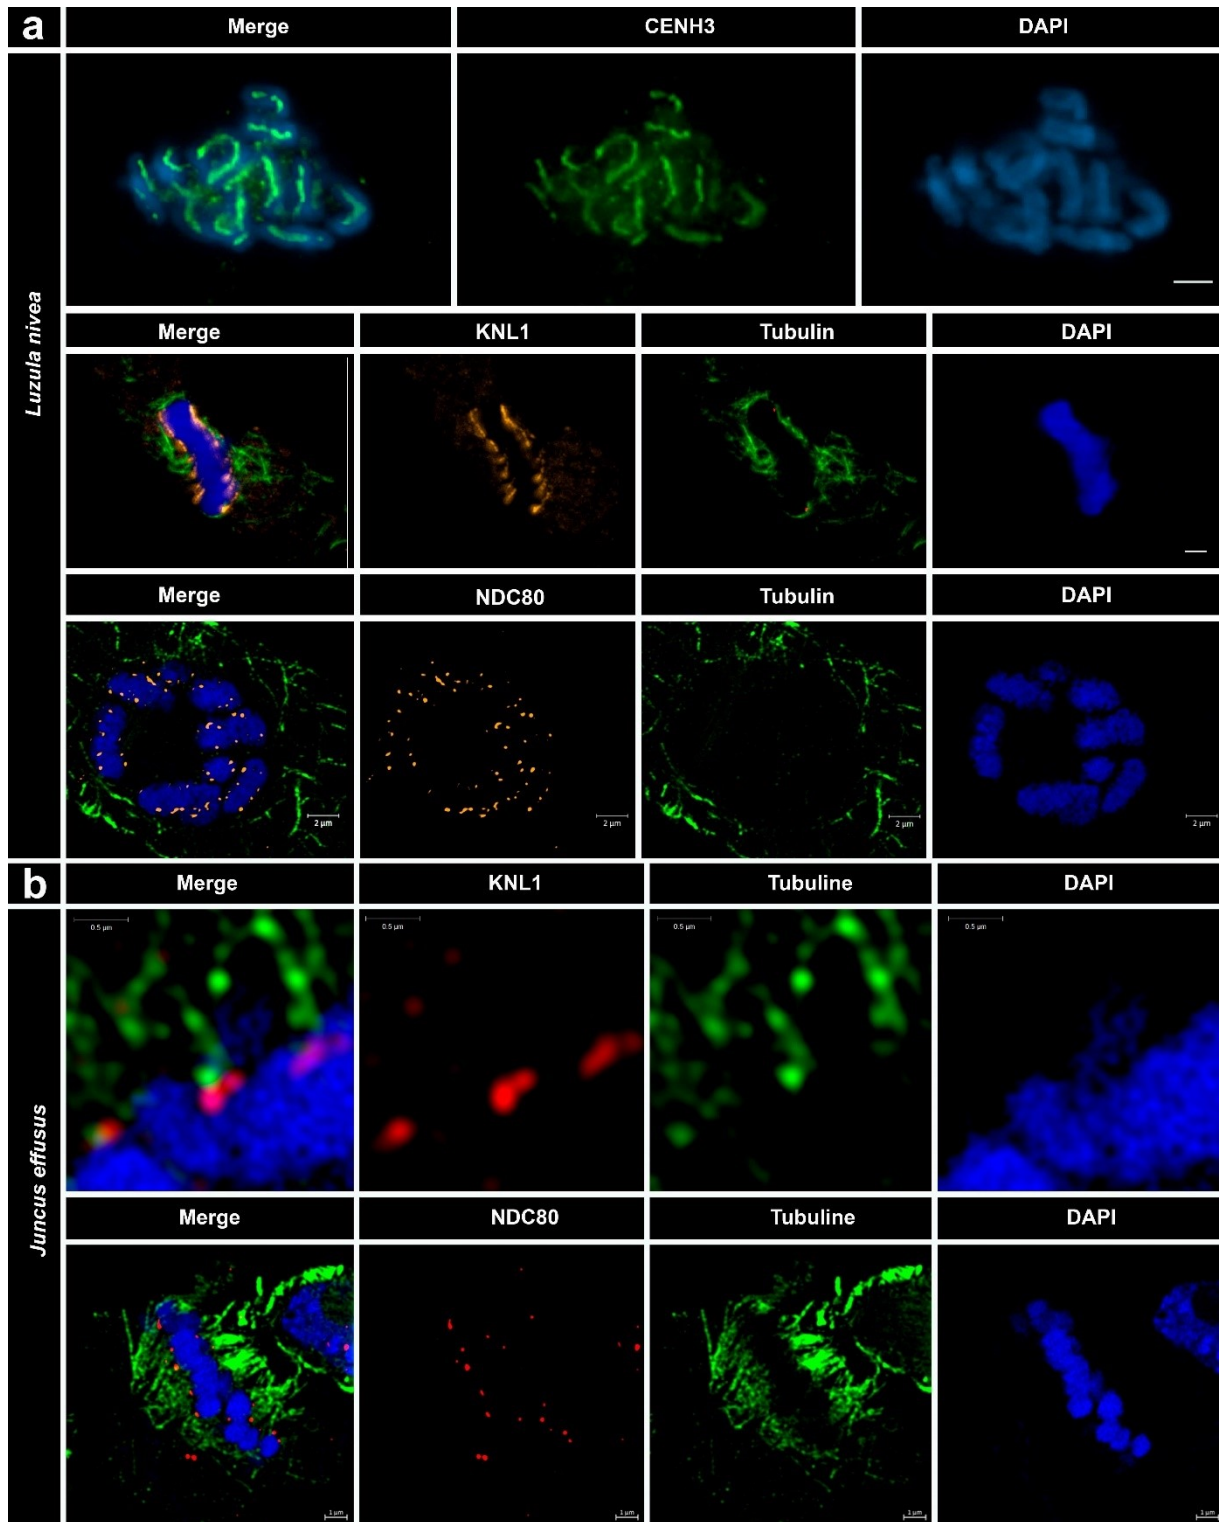 a
Merge CENH3 DAPI
Luzula nivea
Merge KNL1 Tubulin DAPI
Merge NDC80 Tubulin DAPI
2 µm 2 µm 2 µm 2 µm
b
Merge KNL1 Tubuline DAPI
Juncus effusus
0.5 µm 0.5 µm 0.5 µm 0.5 µm
Merge NDC80 Tubuline DAPI
1 µm 1 µm 1 µm 1 µm